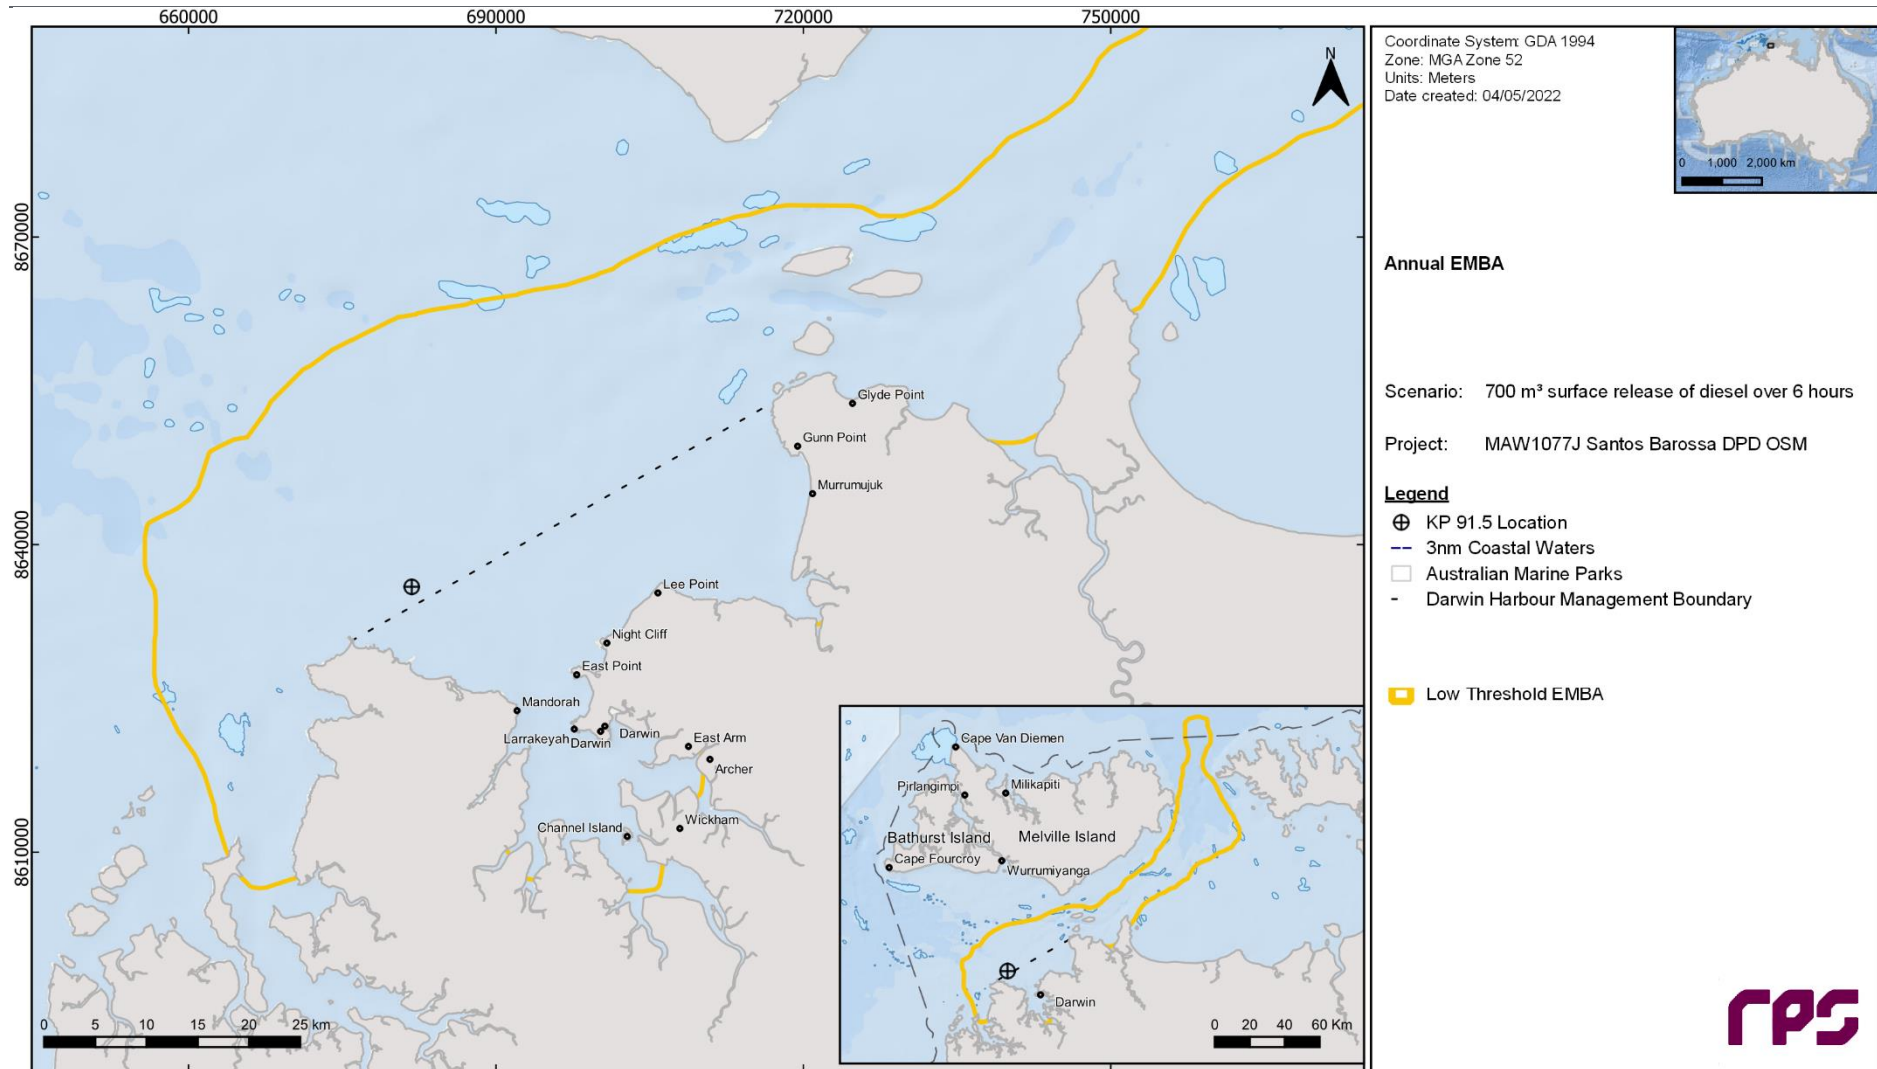 660000
690000
720000
750000
8670000
8640000
8610000
N
Glyde Point
Gunn Point
Murrumujuk
Lee Point
Night Cliff
East Point
Mandorah
Larrakeyah
Darwin
Darwin
East Arm
Archer
Channel Island
Wickham
0 5 10 15 20 25 km
Cape Van Diemen
Pirlangimpi
Milikapiti
Bathurst Island
Melville Island
Cape Fourcroy
Wurrumiyanga
Darwin
0 20 40 60 Km
Coordinate System: GDA 1994
Zone: MGA Zone 52
Units: Meters
Date created: 04/05/2022
0 1,000 2,000 km
Annual EMBA
Scenario: 700 m³ surface release of diesel over 6 hours
Project: MAW1077J Santos Barossa DPD OSM
Legend
KP 91.5 Location
3nm Coastal Waters
Australian Marine Parks
Darwin Harbour Management Boundary
Low Threshold EMBA
rps